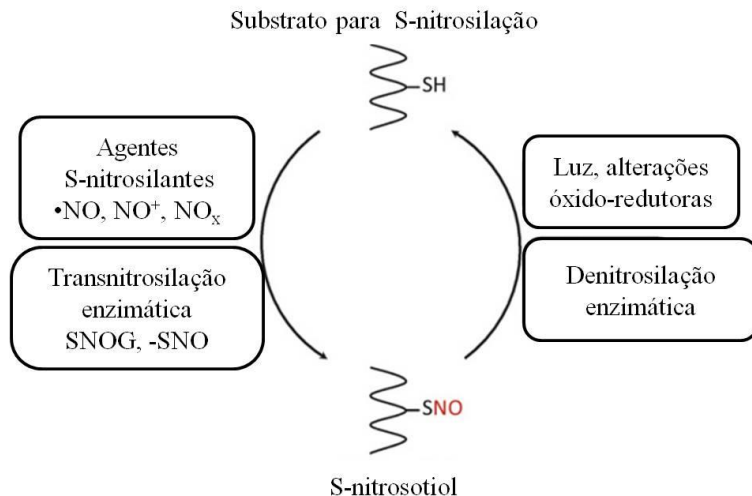 Substrato para S-nitrosilação
SH
Agentes
S-nitrosilantes
•NO, NO⁺, NOₓ
Transnitrosilação
enzimática
SNOG, -SNO
Luz, alterações
óxido-redutoras
Denitrosilação
enzimática
SNO
S-nitrosotiol